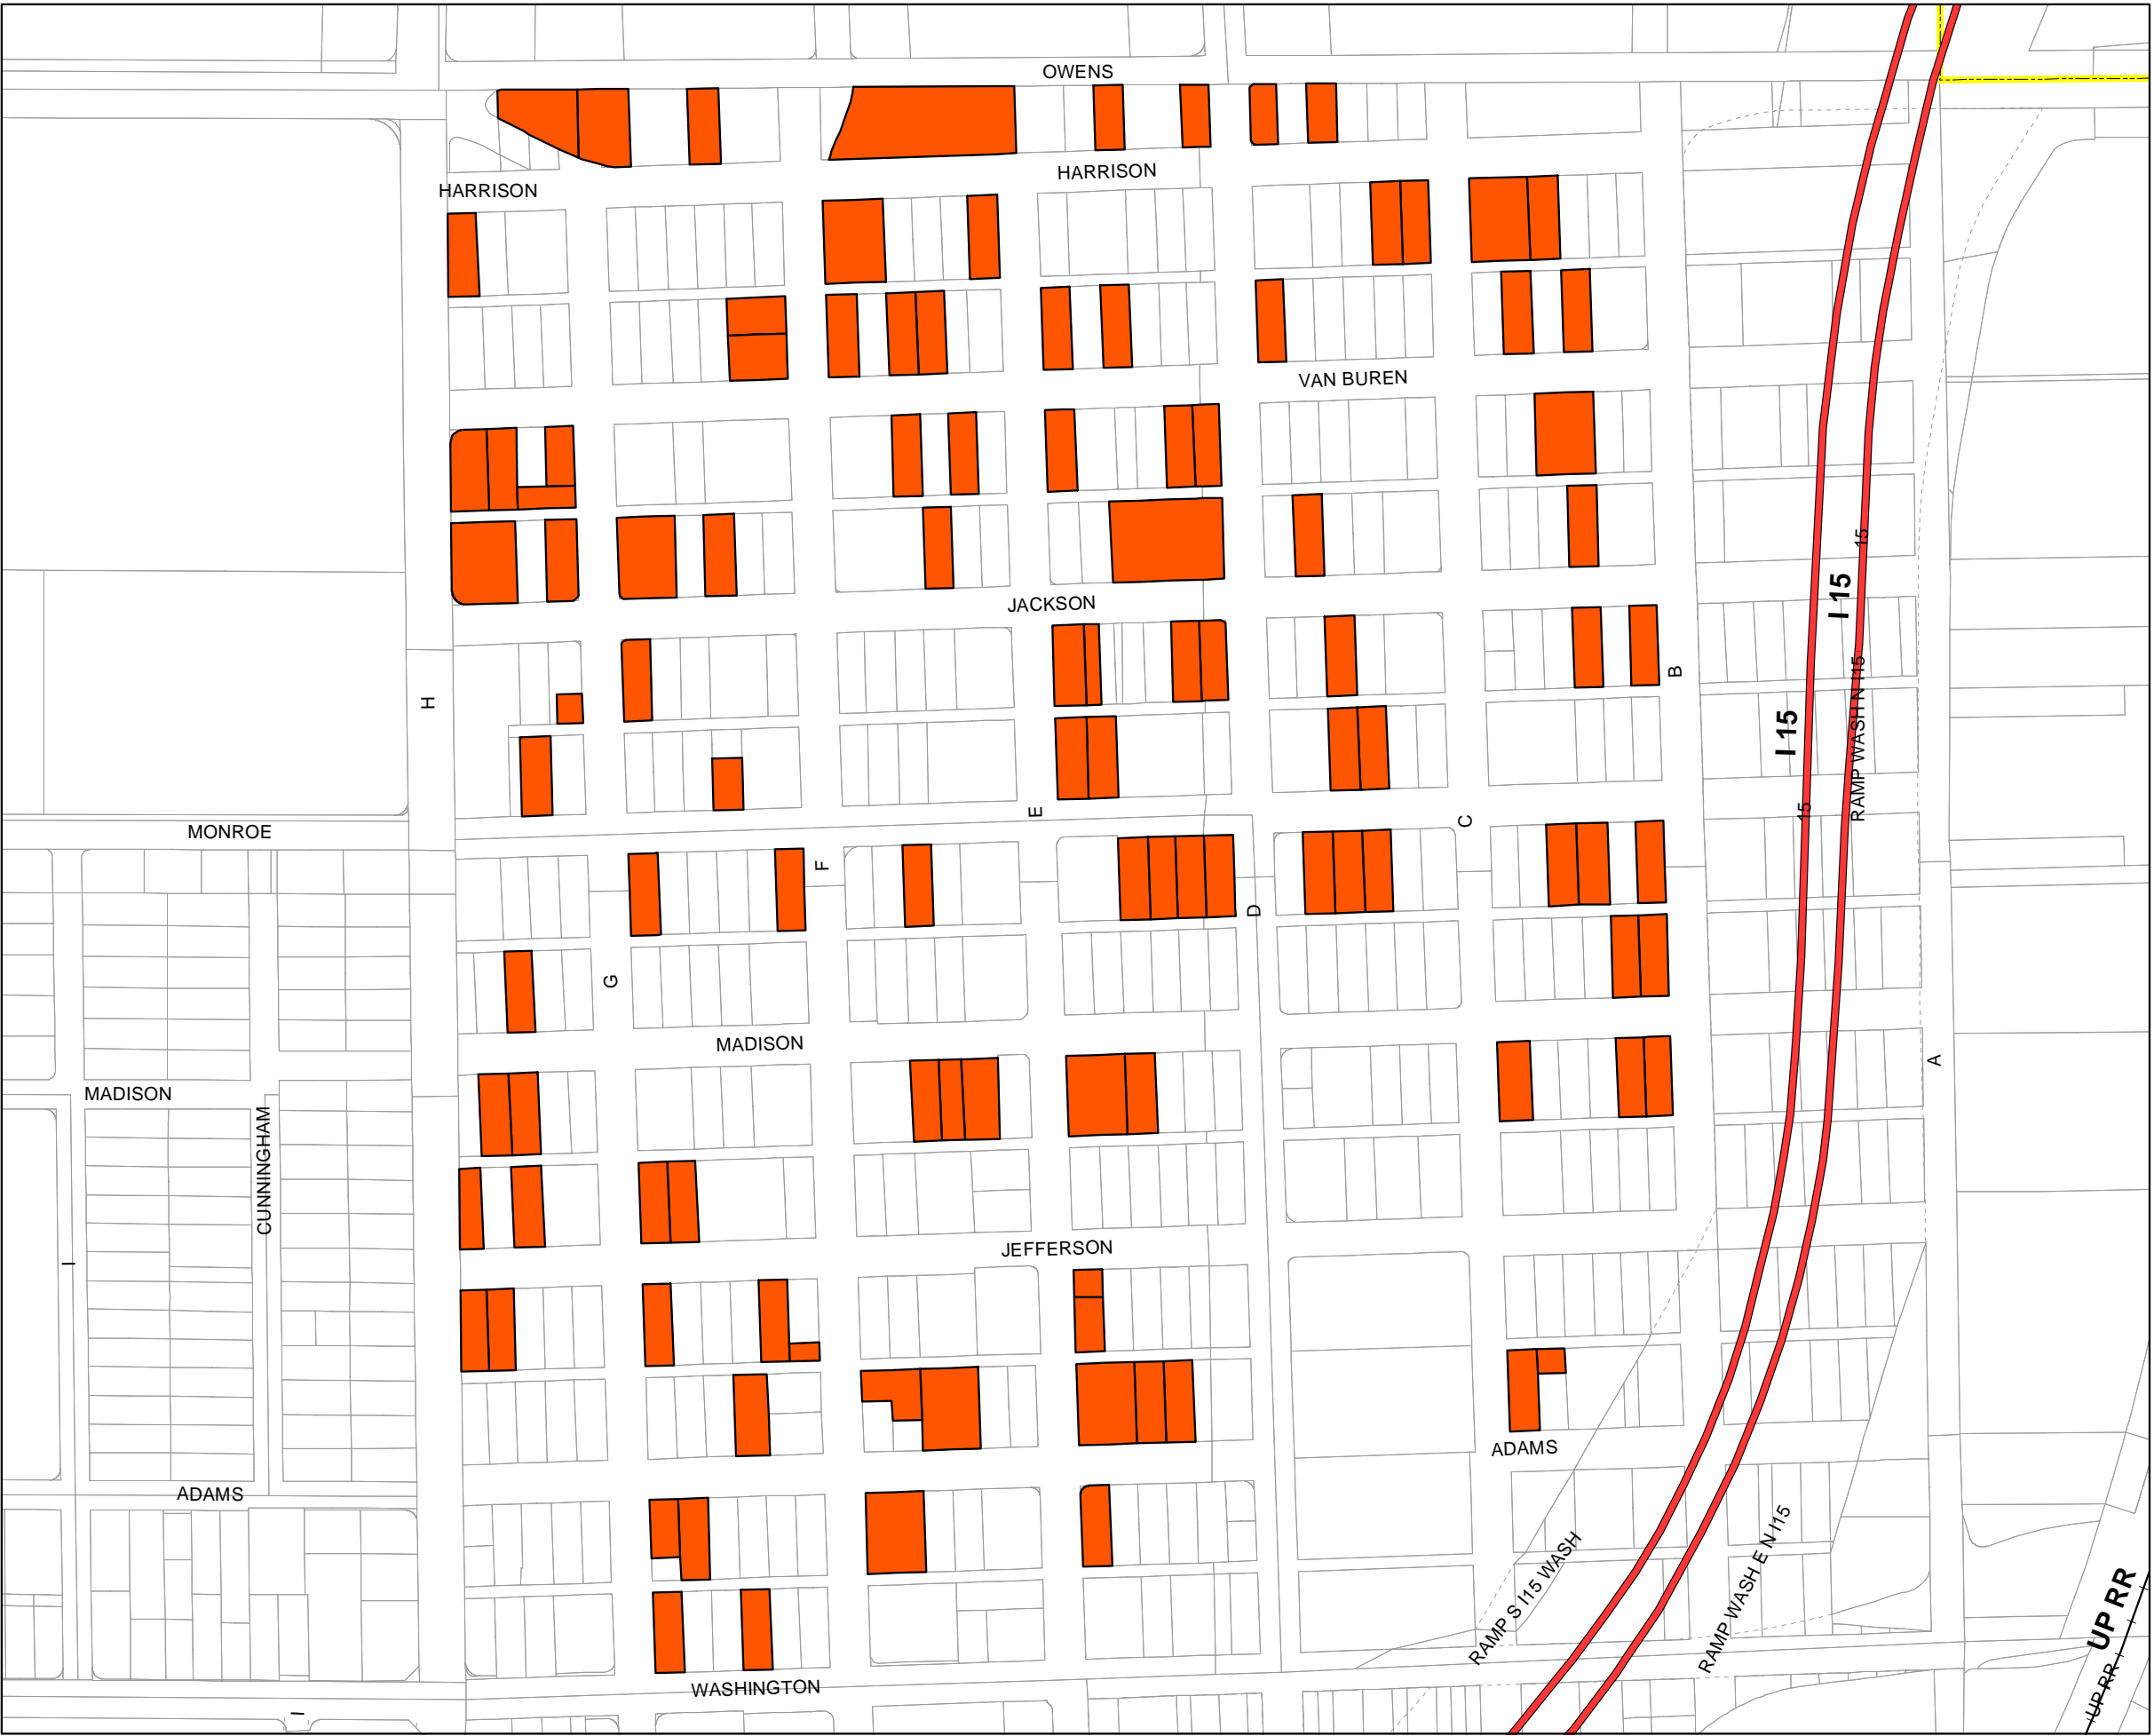 OWENS
HARRISON
HARRISON
VAN BUREN
15
I 15
JACKSON
B
H
RAMP WASH N I15
I 15
15
E
C
MONROE
F
D
G
MADISON
A
MADISON
CUNNINGHAM
JEFFERSON
I
ADAMS
ADAMS
RAMP S I15 WASH
RAMP WASH E N I15
UP RR
UP RR
WASHINGTON
I